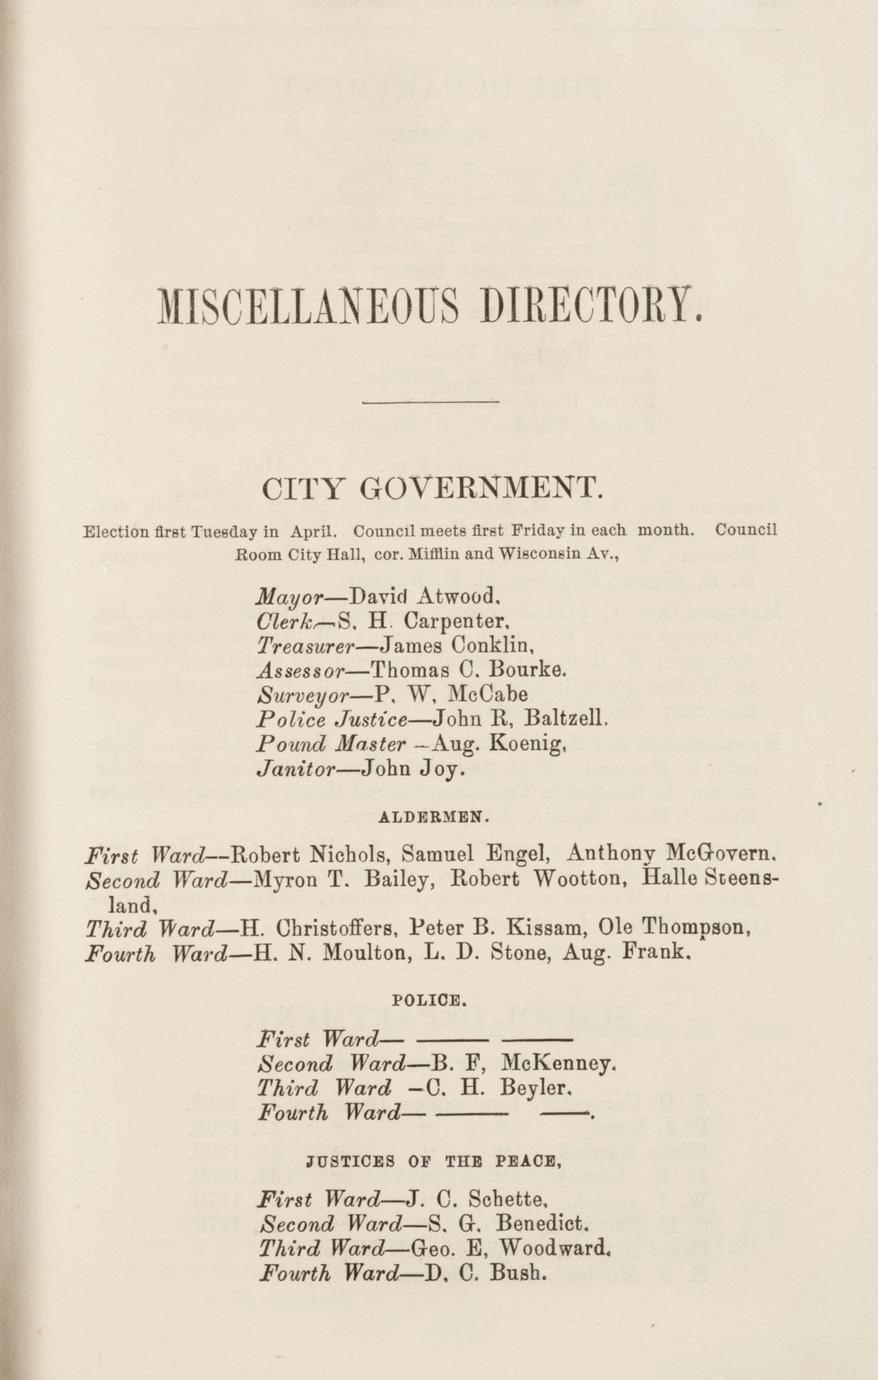 MISCELLANEOUS DIRECTORY.
CITY GOVERNMENT.
Election first Tuesday in April. Council meets first Friday in each month. Council
Room City Hall, cor. Mifflin and Wisconsin Av.,
Mayor—David Atwood,
Clerk—S. H. Carpenter,
Treasurer—James Conklin,
Assessor—Thomas C. Bourke.
Surveyor—P, W, McCabe
Police Justice—John R, Baltzell.
Pound Master –Aug. Koenig,
Janitor—John Joy.
ALDERMEN.
First Ward—Robert Nichols, Samuel Engel, Anthony McGovern.
Second Ward—Myron T. Bailey, Robert Wootton, Halle Steens-
land,
Third Ward—H. Christoffers, Peter B. Kissam, Ole Thompson,
Fourth Ward—H. N. Moulton, L. D. Stone, Aug. Frank.
POLICE.
First Ward— —— ——
Second Ward—B. F, McKenney.
Third Ward –C. H. Beyler.
Fourth Ward— —— ——.
JUSTICES OF THE PEACE,
First Ward—J. C. Schette,
Second Ward—S. G. Benedict.
Third Ward—Geo. E, Woodward.
Fourth Ward—D. C. Bush.